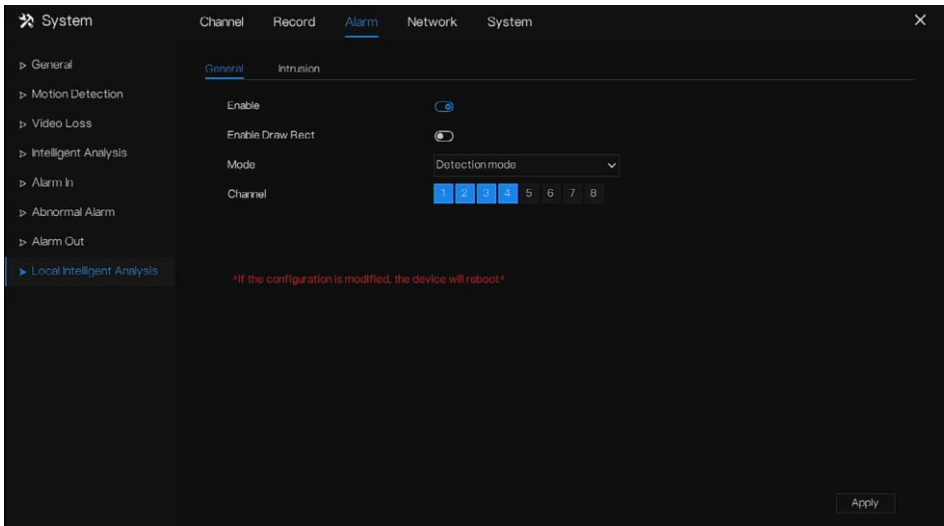 System
Channel Record Alarm Network System
General
Motion Detection
Video Loss
Intelligent Analysis
Alarm In
Abnormal Alarm
Alarm Out
Local Intelligent Analysis
General Intrusion
Enable
Enable Draw Rect
Mode Detection mode
Channel 1 2 3 4 5 6 7 8
*If the configuration is modified, the device will reboot*
Apply